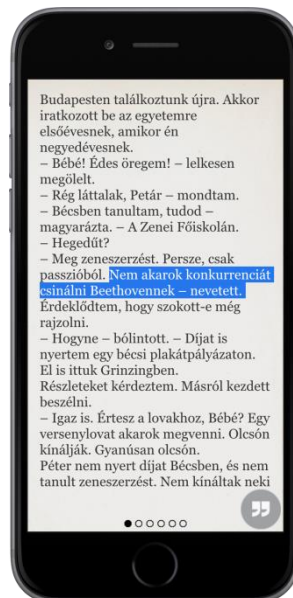 Budapesten találkoztunk újra. Akkor
iratkozott be az egyetemre
elsőévesnek, amikor én
negyedévesnek.
– Bébé! Édes öregem! – lelkesen
megölelt.
– Rég láttalak, Petár – mondtam.
– Bécsben tanultam, tudod –
magyarázta. – A Zenei Főiskolán.
– Hegedűt?
– Meg zeneszerzést. Persze, csak
passzióból. Nem akarok konkurrenciát
csinálni Beethovennek – nevetett.
Érdeklődtem, hogy szokott-e még
rajzolni.
– Hogyne – bólintott. – Díjat is
nyertem egy bécsi plakátpályázaton.
El is ittuk Grinzingben.
Részleteket kérdeztem. Másról kezdett
beszélni.
– Igaz is. Értesz a lovakhoz, Bébé? Egy
versenylovat akarok megvenni. Olcsón
kínálják. Gyanúsan olcsón.
Péter nem nyert díjat Bécsben, és nem
tanult zeneszerzést. Nem kínáltak neki